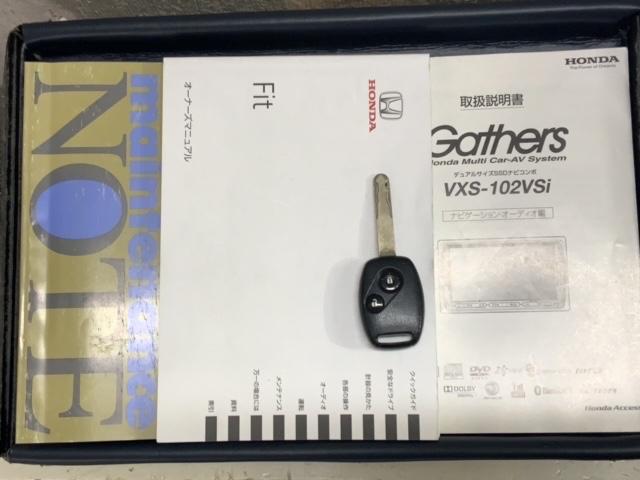 maintenance
NOTE
HONDA
Fit
オーナーズマニュアル
クイックガイド
安全なドライブ
計器の見かた
各部の操作
オーディオ
運転
メンテナンス
万一の場合には
資料
索引
HONDA
The Power of Dreams
取扱説明書
Gathers
Honda Multi Car-AV System
デュアルサイズSSDナビコンポ
VXS-102VSi
ナビゲーション・オーディオ編
DVD
DOLBY
Bluetooth
Honda Access